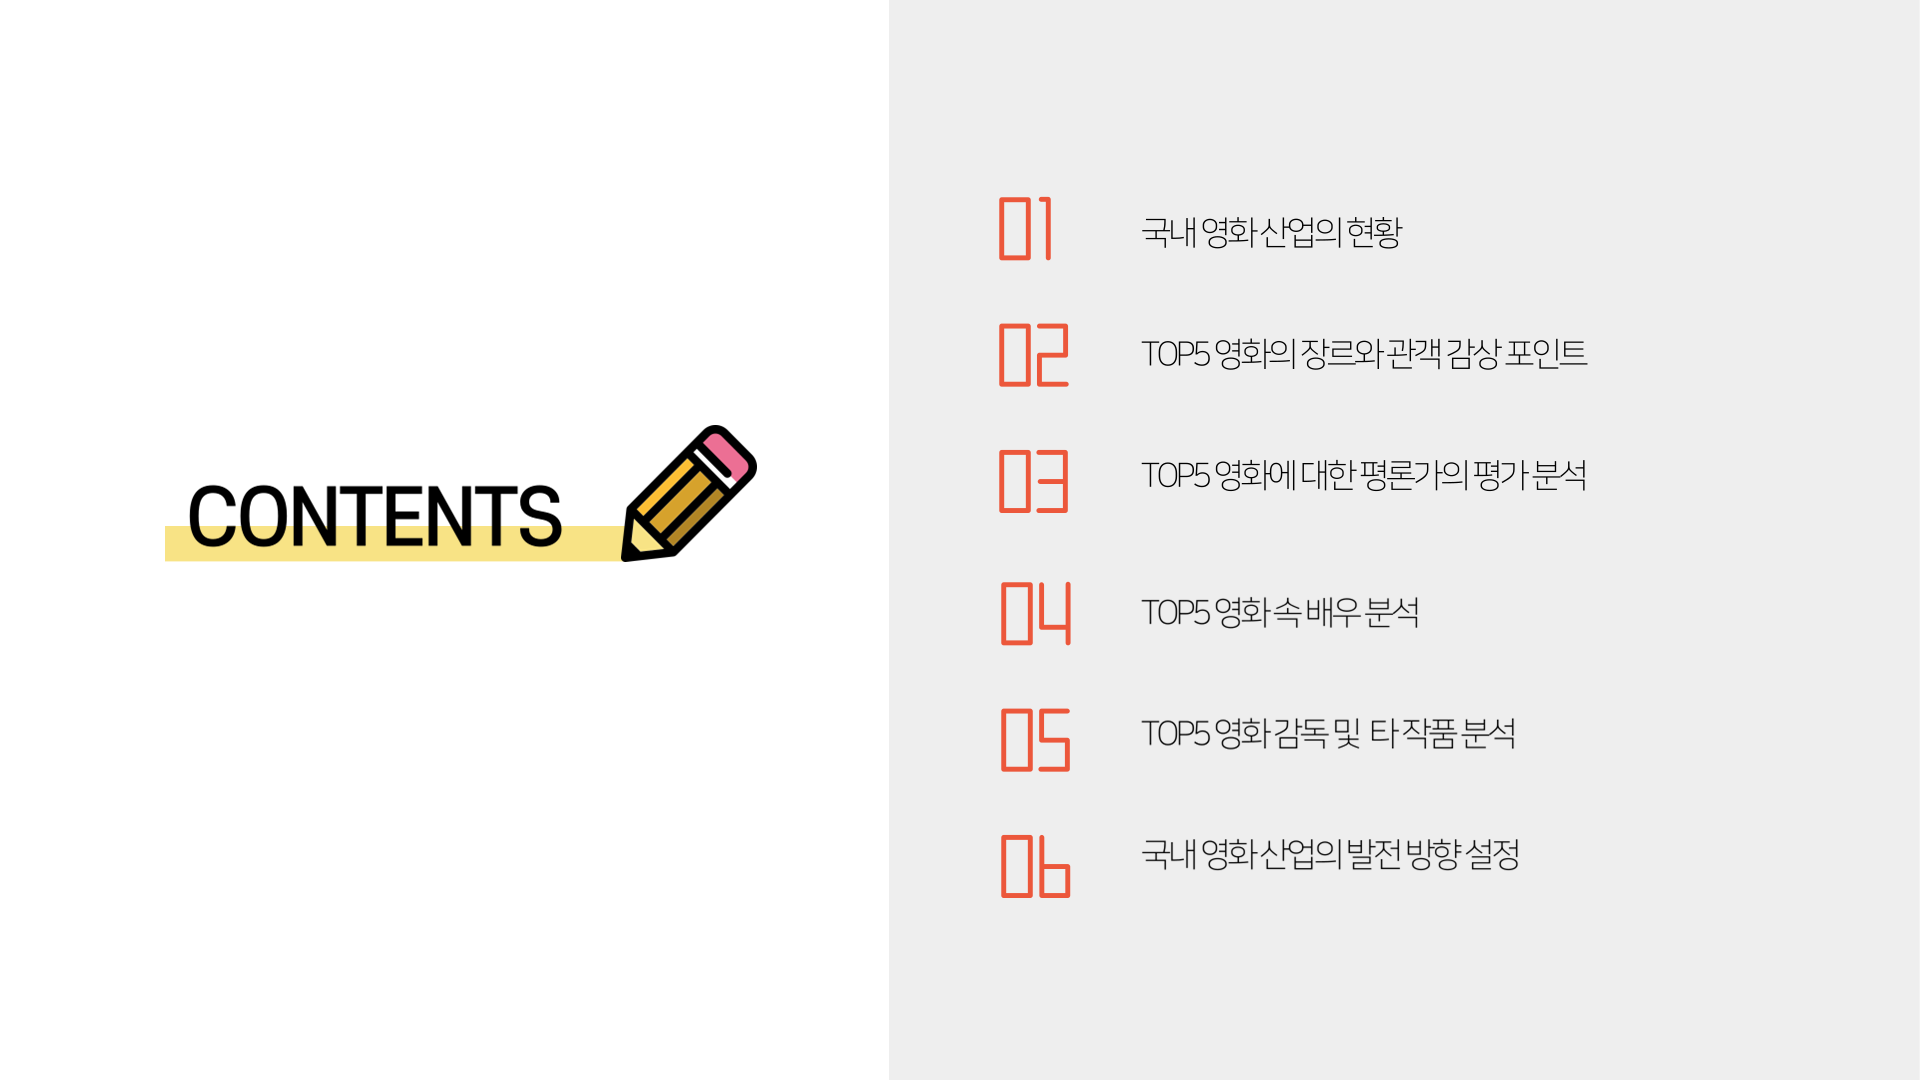 CONTENTS
01 국내 영화 산업의 현황
02 TOP5 영화의 장르와 관객 감상 포인트
03 TOP5 영화에 대한 평론가의 평가 분석
04 TOP5 영화 속 배우 분석
05 TOP5 영화 감독 및 타 작품 분석
06 국내 영화 산업의 발전 방향 설정